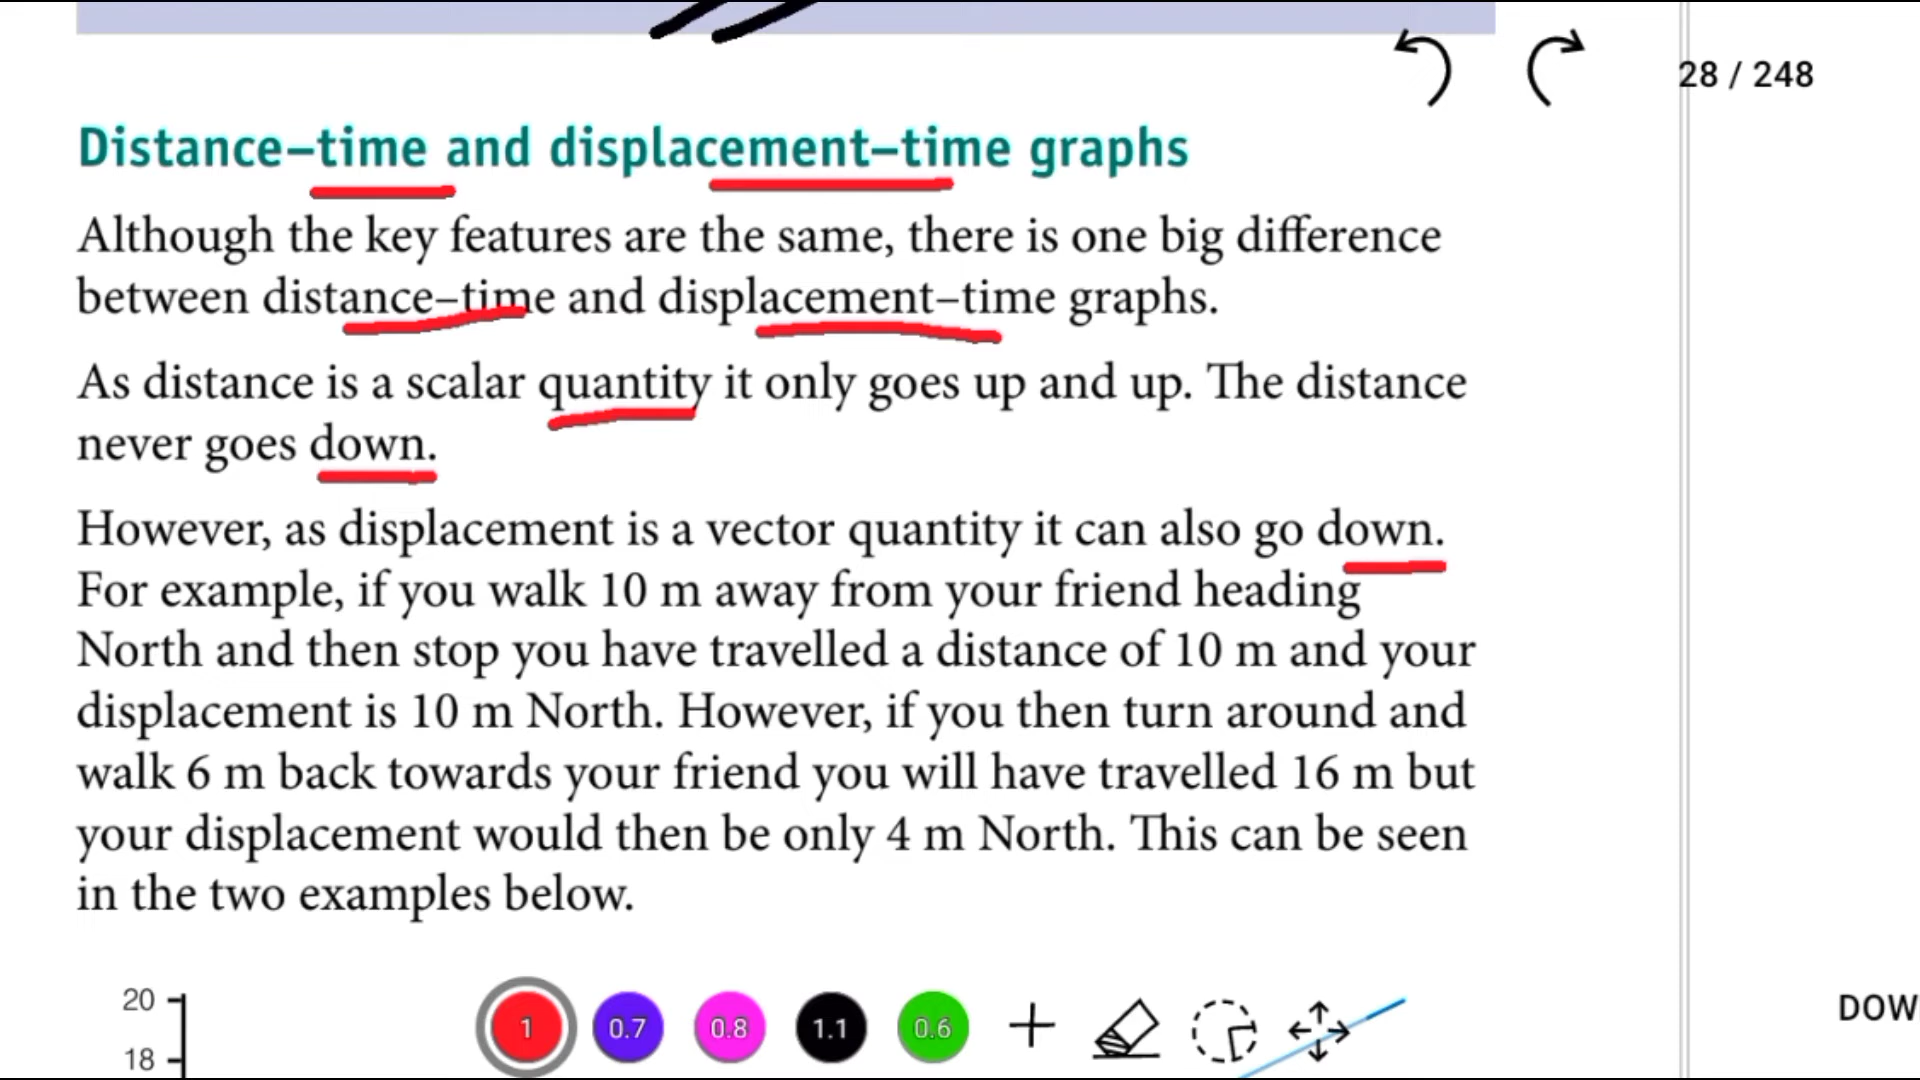 28 / 248
Distance–time and displacement–time graphs
Although the key features are the same, there is one big difference
between distance–time and displacement–time graphs.
As distance is a scalar quantity it only goes up and up. The distance
never goes down.
However, as displacement is a vector quantity it can also go down.
For example, if you walk 10 m away from your friend heading
North and then stop you have travelled a distance of 10 m and your
displacement is 10 m North. However, if you then turn around and
walk 6 m back towards your friend you will have travelled 16 m but
your displacement would then be only 4 m North. This can be seen
in the two examples below.
20
18
1 0.7 0.8 1.1 0.6